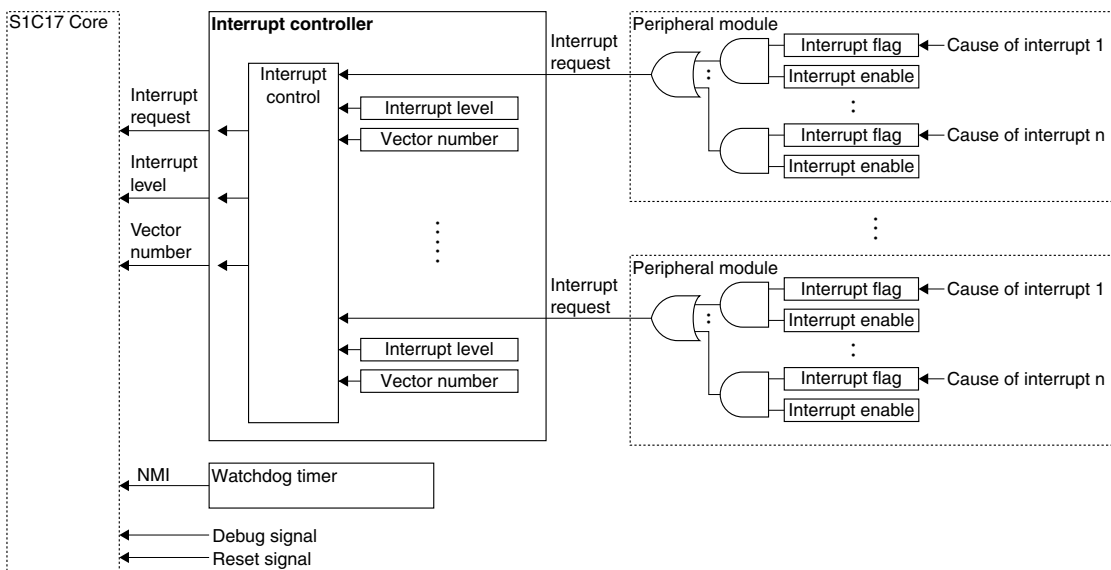 S1C17 Core
Interrupt controller
Peripheral module
Interrupt
request
Interrupt flag
Cause of interrupt 1
Interrupt enable
Interrupt
control
Interrupt level
Vector number
Interrupt flag
Cause of interrupt n
Interrupt enable
Interrupt
request
Interrupt
level
Vector
number
Peripheral module
Interrupt
request
Interrupt flag
Cause of interrupt 1
Interrupt enable
Interrupt level
Vector number
Interrupt flag
Cause of interrupt n
Interrupt enable
NMI
Watchdog timer
Debug signal
Reset signal